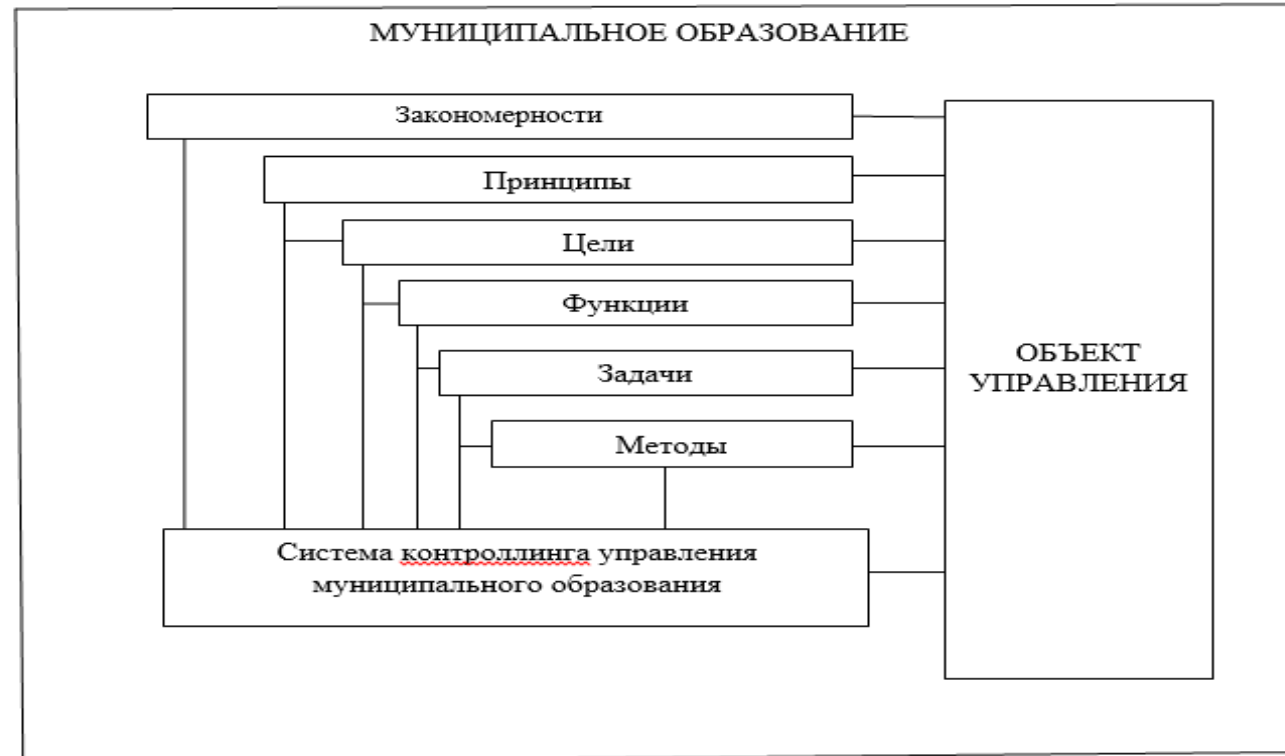 МУНИЦИПАЛЬНОЕ ОБРАЗОВАНИЕ
Закономерности
Принципы
Цели
Функции
Задачи
Методы
ОБЪЕКТ
УПРАВЛЕНИЯ
Система контроллинга управления
муниципального образования